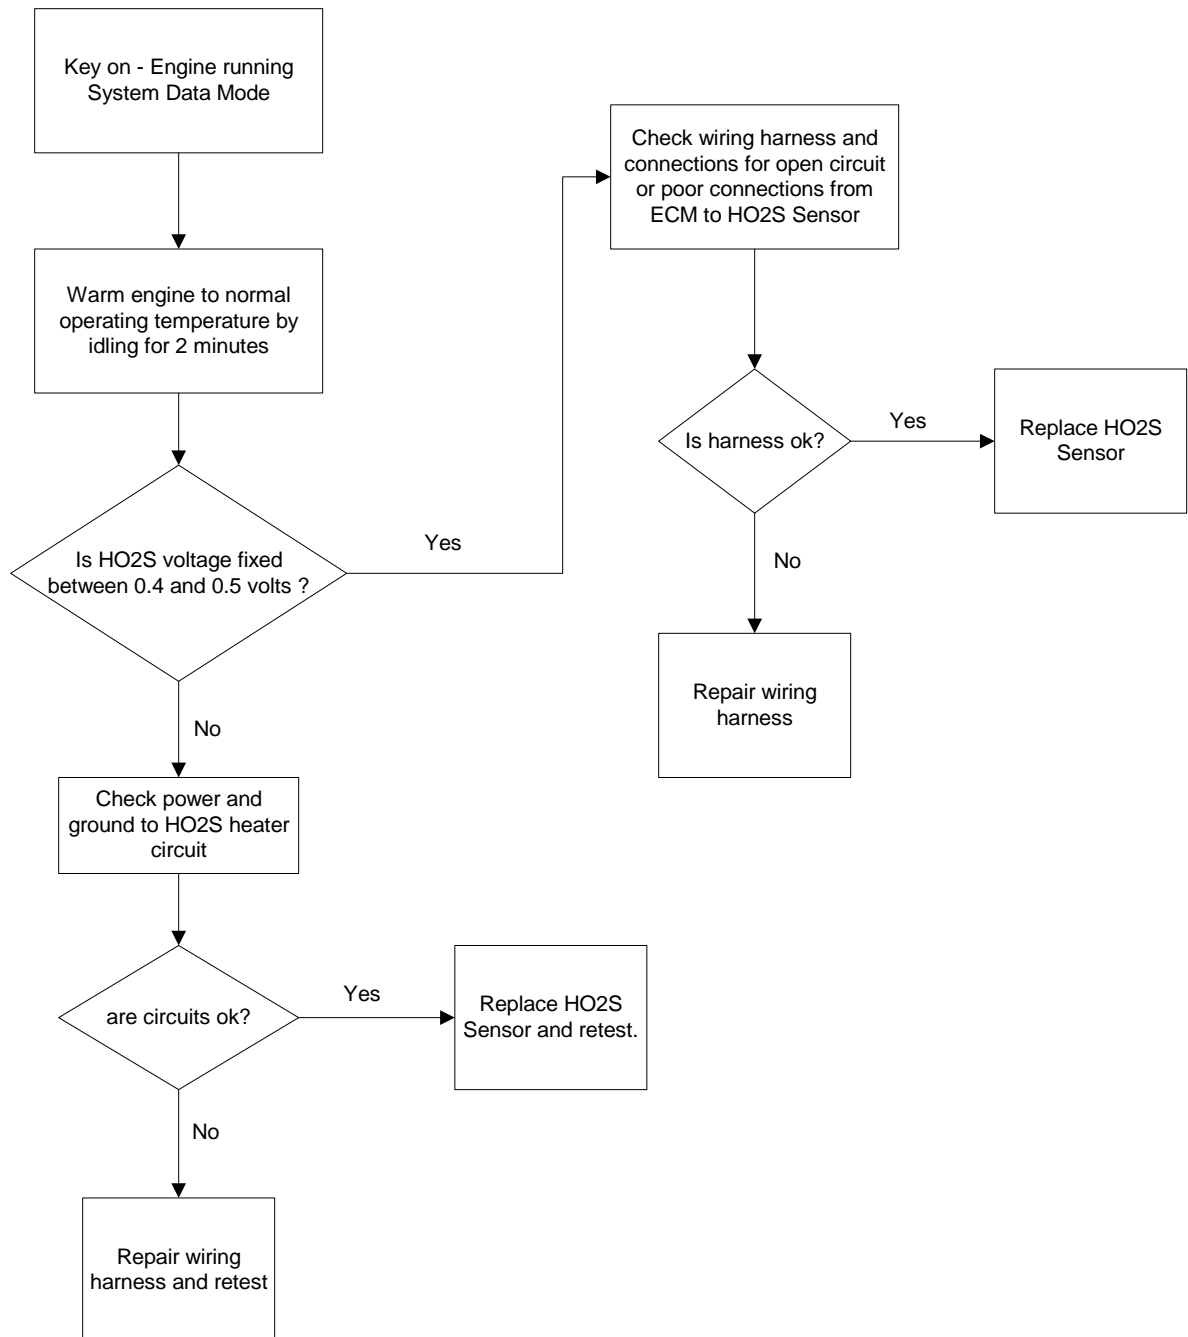 Key on - Engine running
System Data Mode
Warm engine to normal
operating temperature by
idling for 2 minutes
Is HO2S voltage fixed
between 0.4 and 0.5 volts ?
Yes
Check wiring harness and
connections for open circuit
or poor connections from
ECM to HO2S Sensor
Is harness ok?
Yes
Replace HO2S
Sensor
No
Repair wiring
harness
No
Check power and
ground to HO2S heater
circuit
are circuits ok?
Yes
Replace HO2S
Sensor and retest.
No
Repair wiring
harness and retest